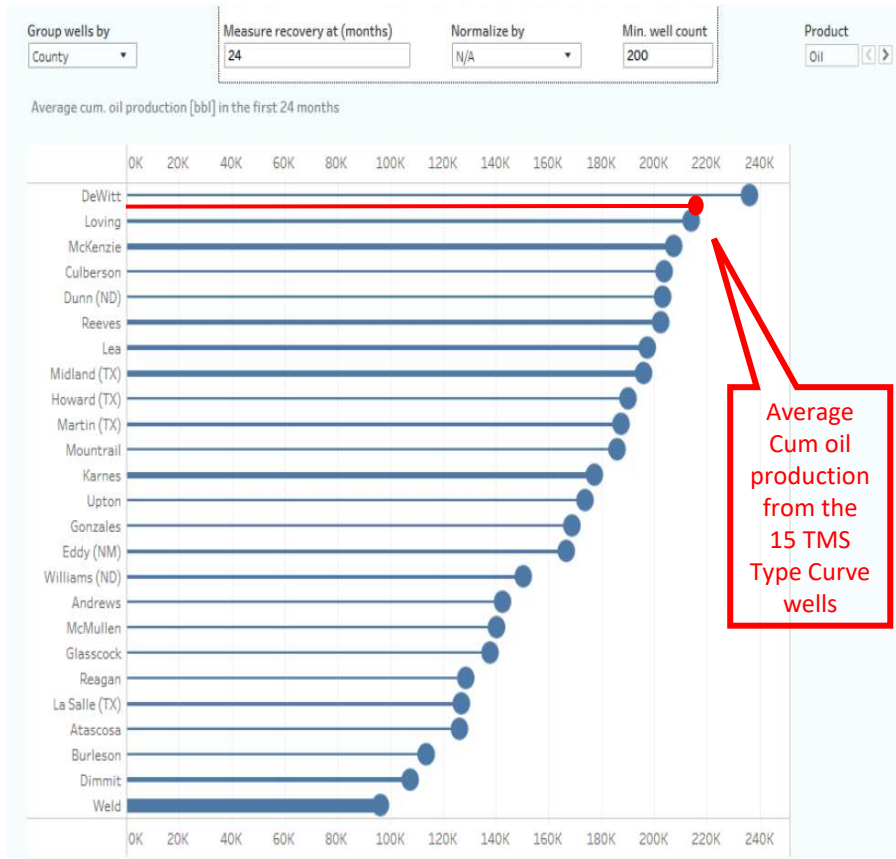 Group wells by
Measure recovery at (months)
Normalize by
Min. well count
Product
County
24
N/A
200
Oil
Average cum. oil production [bbl] in the first 24 months
0K 20K 40K 60K 80K 100K 120K 140K 160K 180K 200K 220K 240K
DeWitt
Loving
McKenzie
Culberson
Dunn (ND)
Reeves
Lea
Midland (TX)
Howard (TX)
Martin (TX)
Mountrail
Karnes
Upton
Gonzales
Eddy (NM)
Williams (ND)
Andrews
McMullen
Glasscock
Reagan
La Salle (TX)
Atascosa
Burleson
Dimmit
Weld
Average
Cum oil
production
from the
15 TMS
Type Curve
wells
0K 20K 40K 60K 80K 100K 120K 140K 160K 180K 200K 220K 240K